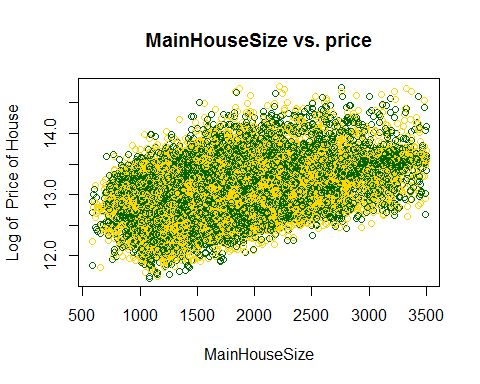 MainHouseSize vs. price
Log of  Price of House
14.0
13.0
12.0
500 1000 1500 2000 2500 3000 3500
MainHouseSize